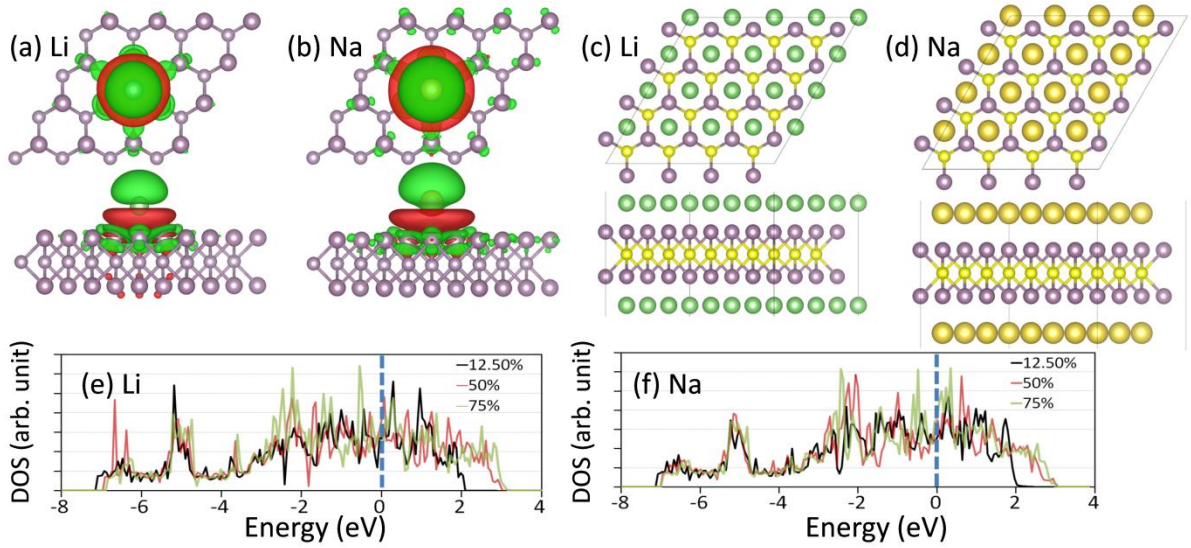 (a) Li
(b) Na
(c) Li
(d) Na
(e) Li
12.50%
50%
75%
DOS (arb. unit)
-8 -6 -4 -2 0 2 4
Energy (eV)
(f) Na
12.50%
50%
75%
DOS (arb. unit)
-8 -6 -4 -2 0 2 4
Energy (eV)